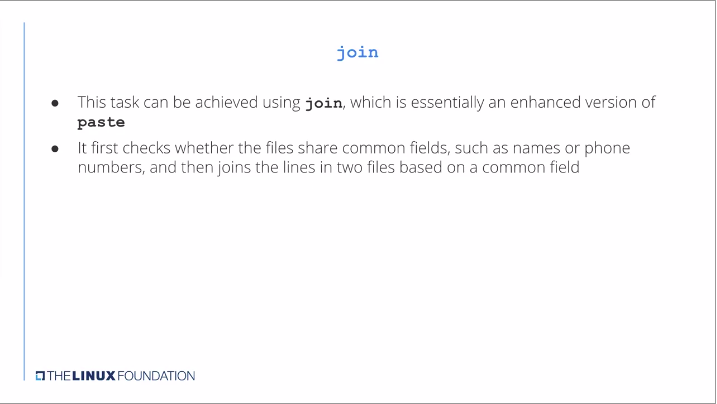 join
● This task can be achieved using join, which is essentially an enhanced version of
paste
● It first checks whether the files share common fields, such as names or phone
numbers, and then joins the lines in two files based on a common field
THE LINUX FOUNDATION